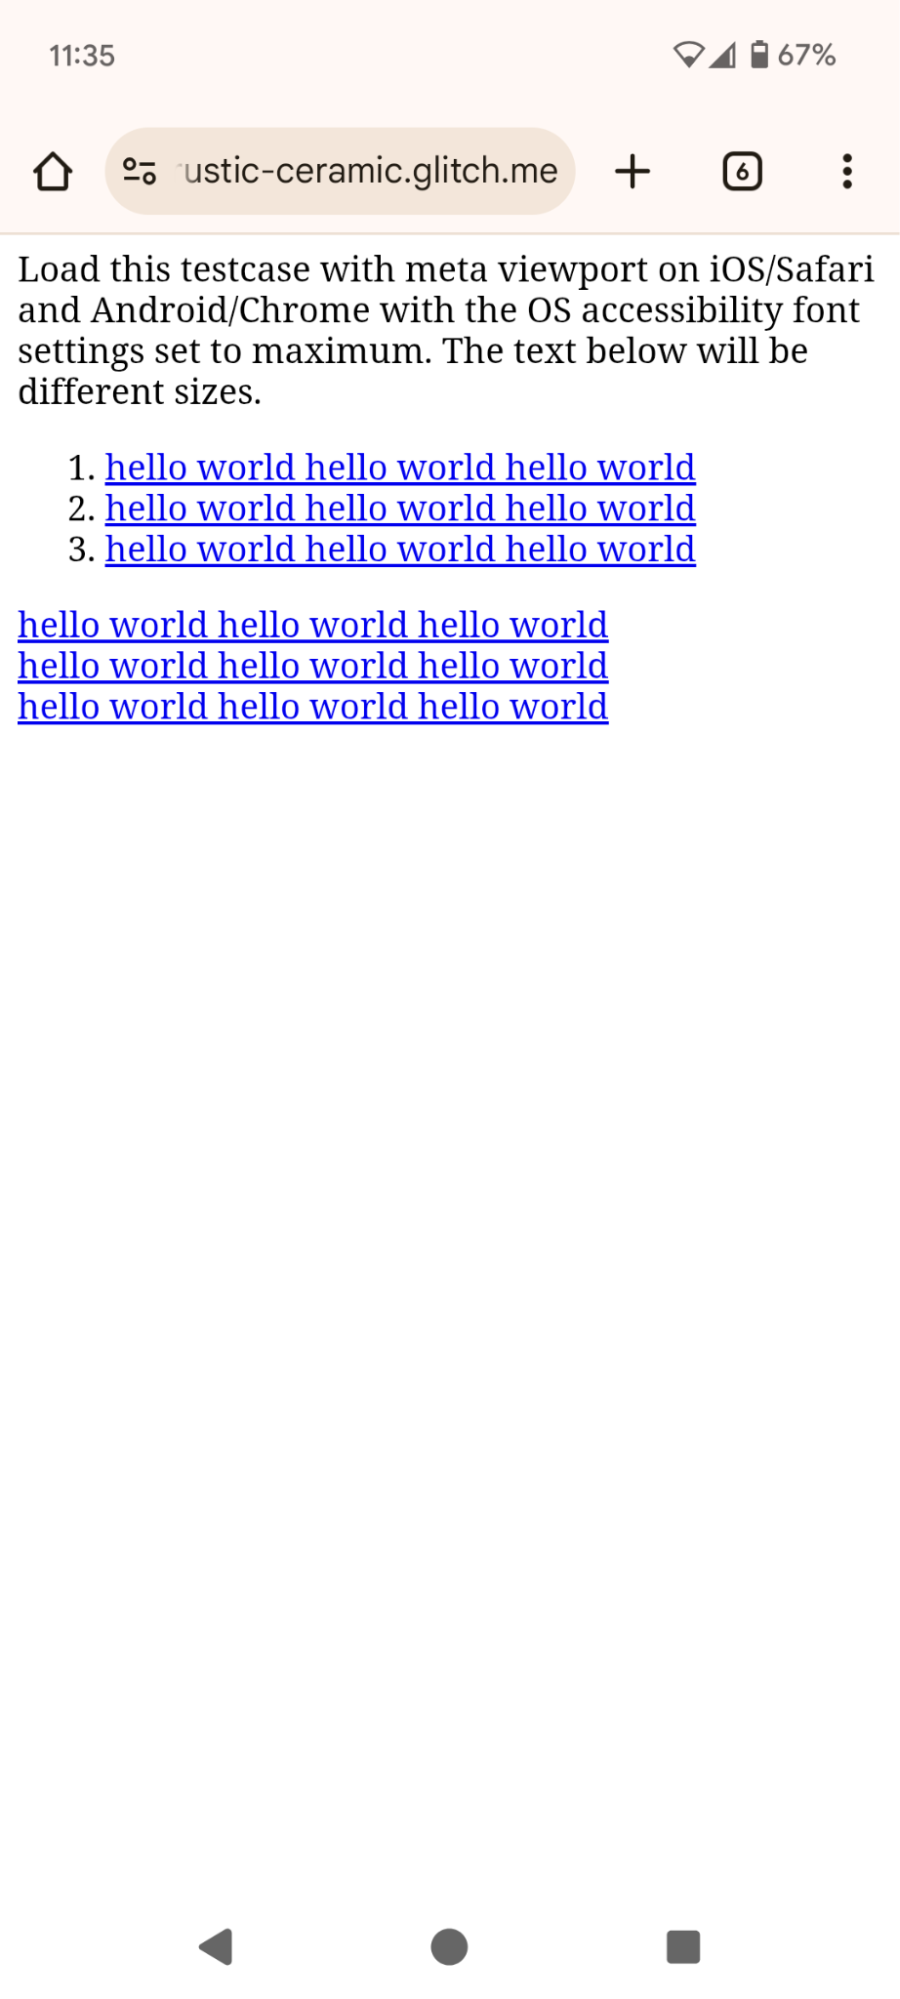 11:35
67%
ustic-ceramic.glitch.me
6
Load this testcase with meta viewport on iOS/Safari
and Android/Chrome with the OS accessibility font
settings set to maximum. The text below will be
different sizes.
1. hello world hello world hello world
2. hello world hello world hello world
3. hello world hello world hello world
hello world hello world hello world
hello world hello world hello world
hello world hello world hello world